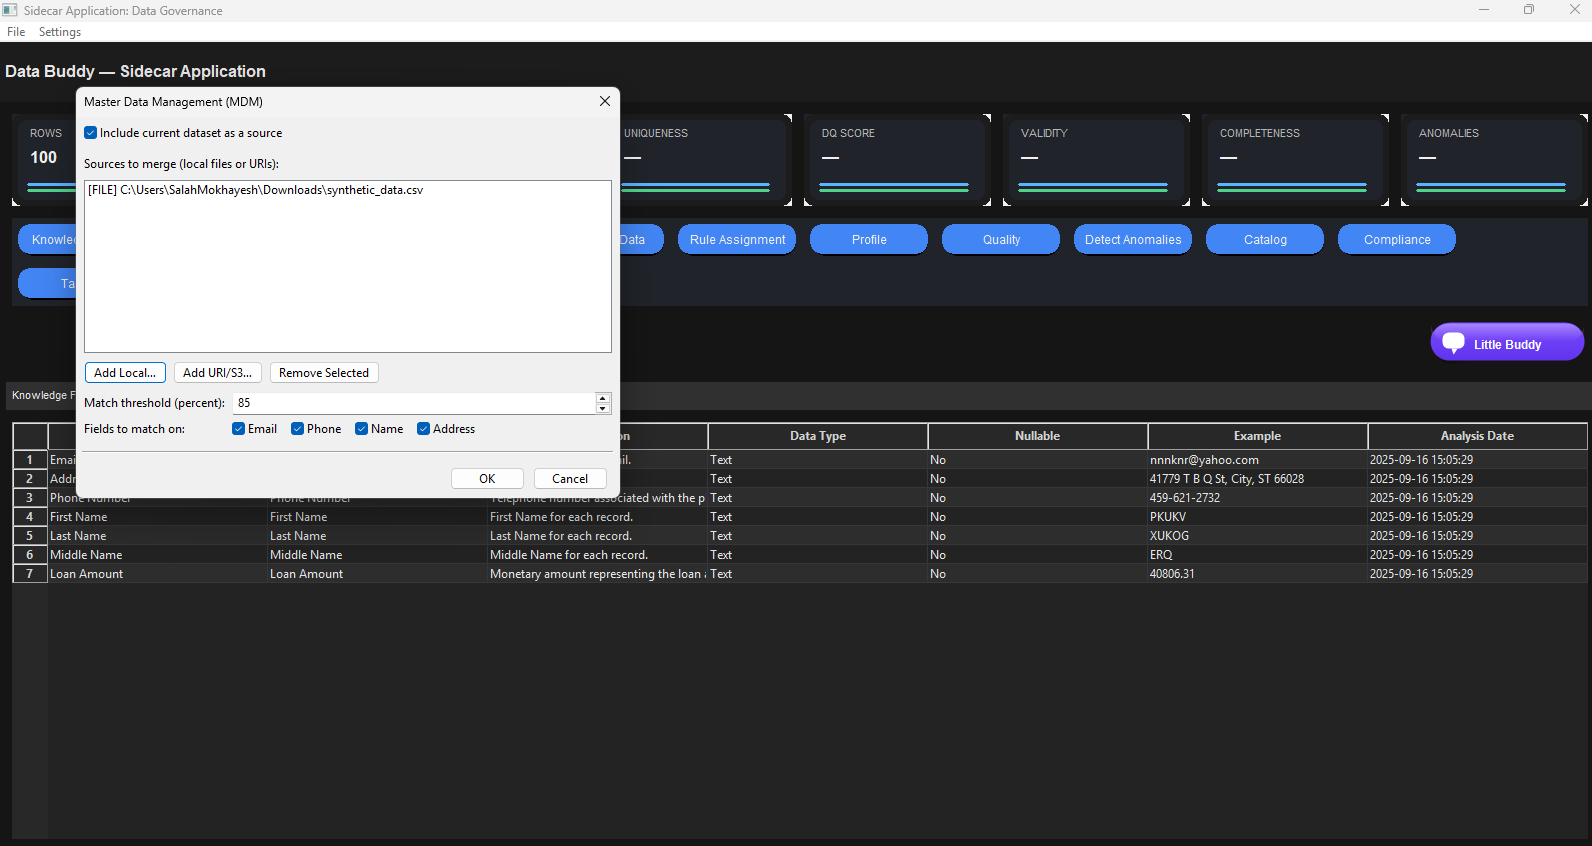 Sidecar Application: Data Governance
File Settings
Data Buddy — Sidecar Application
Master Data Management (MDM)
Include current dataset as a source
Sources to merge (local files or URIs):
[FILE] C:\Users\SalahMokhayesh\Downloads\synthetic_data.csv
Add Local... Add URI/S3... Remove Selected
Match threshold (percent): 85
Fields to match on: Email Phone Name Address
OK Cancel
ROWS UNIQUENESS DQ SCORE VALIDITY COMPLETENESS ANOMALIES
100 — — — — —
Data Rule Assignment Profile Quality Detect Anomalies Catalog Compliance
Little Buddy
Knowledge F
Data Type Nullable Example Analysis Date
1 Emai il. Text No nnnknr@yahoo.com 2025-09-16 15:05:29
2 Addr Text No 41779 T B Q St, City, ST 66028 2025-09-16 15:05:29
3 Phone Number Phone Number Telephone number associated with the p Text No 459-621-2732 2025-09-16 15:05:29
4 First Name First Name First Name for each record. Text No PKUKV 2025-09-16 15:05:29
5 Last Name Last Name Last Name for each record. Text No XUKOG 2025-09-16 15:05:29
6 Middle Name Middle Name Middle Name for each record. Text No ERQ 2025-09-16 15:05:29
7 Loan Amount Loan Amount Monetary amount representing the loan Text No 40806.31 2025-09-16 15:05:29